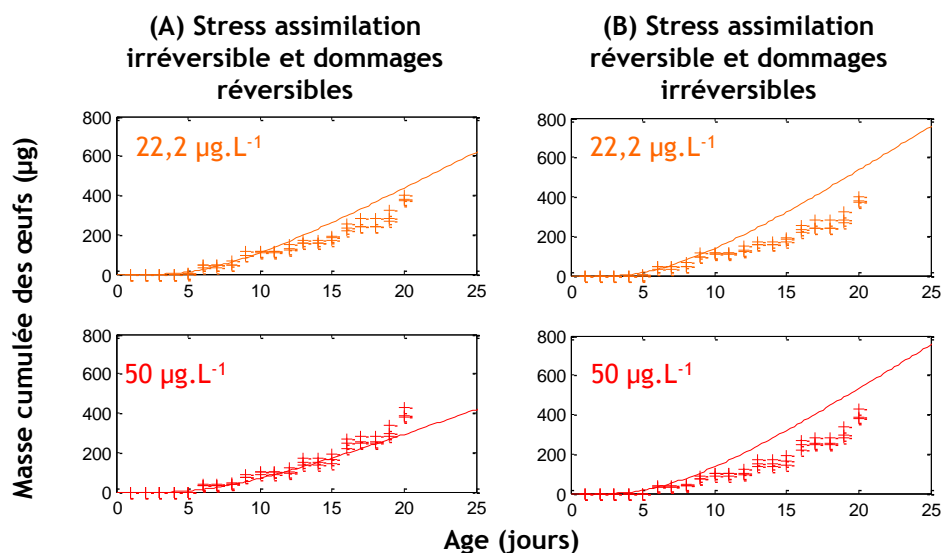 (A) Stress assimilation
irréversible et dommages
réversibles
(B) Stress assimilation
réversible et dommages
irréversibles
Masse cumulée des œufs (µg)
800
600
400
200
0
22,2 µg.L-1
0 5 10 15 20 25
800
600
400
200
0
22,2 µg.L-1
0 5 10 15 20 25
800
600
400
200
0
50 µg.L-1
0 5 10 15 20 25
800
600
400
200
0
50 µg.L-1
0 5 10 15 20 25
Age (jours)